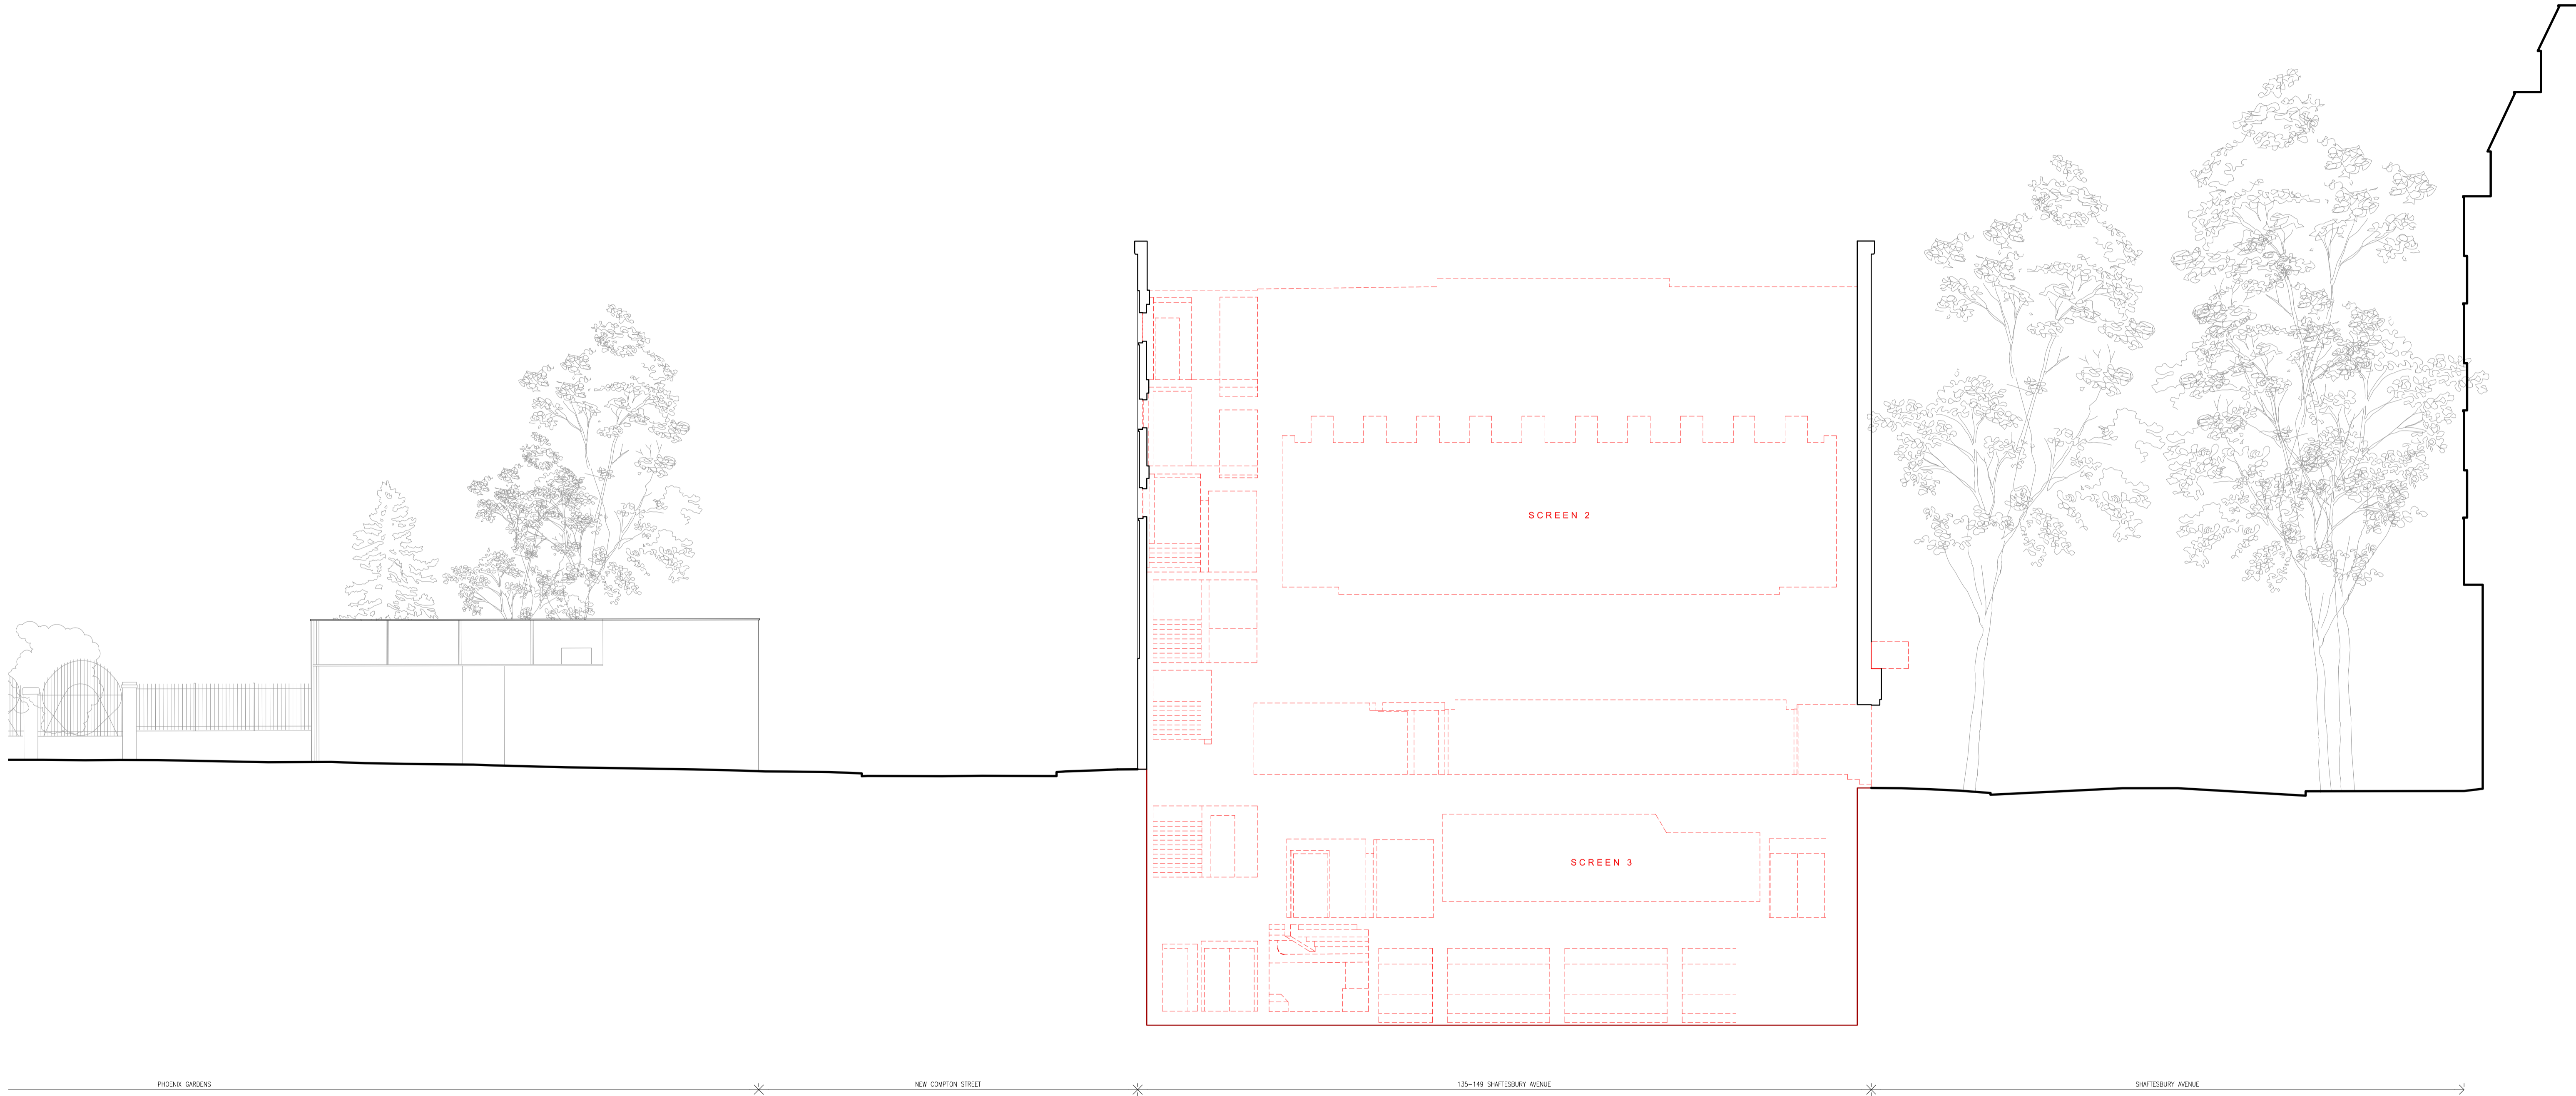 SCREEN 2
SCREEN 3
PHOENIX GARDENS
NEW COMPTON STREET
135-149 SHAFTESBURY AVENUE
SHAFTESBURY AVENUE